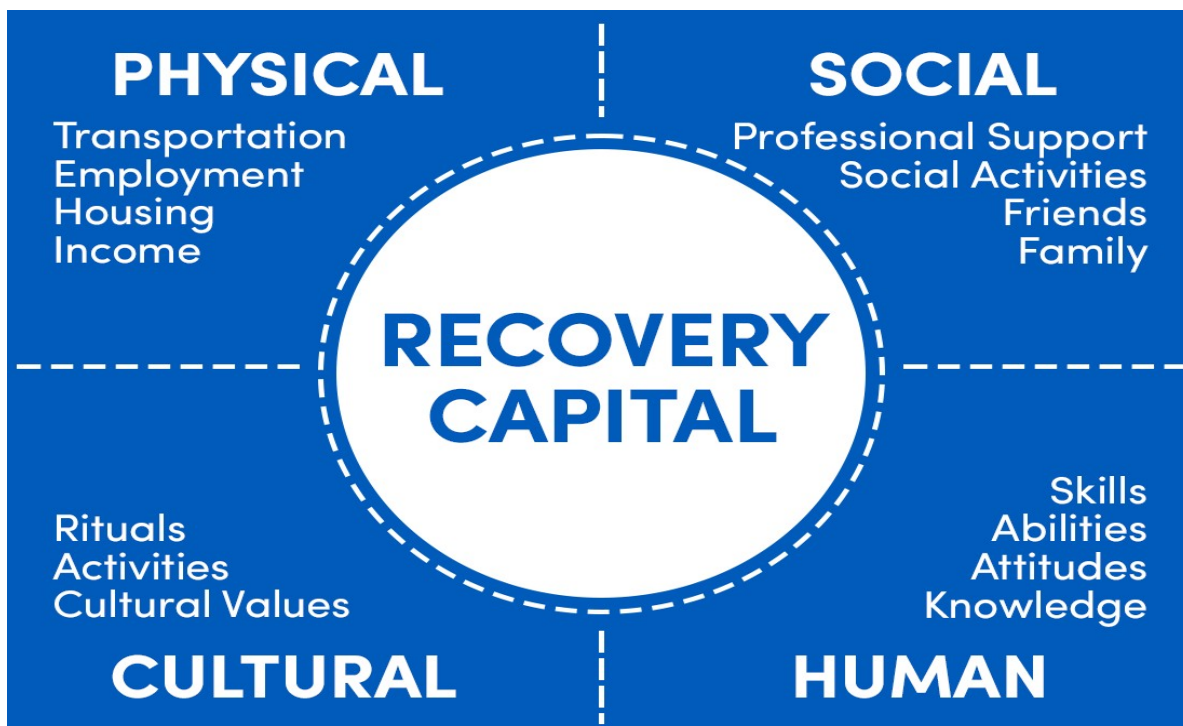 PHYSICAL
Transportation
Employment
Housing
Income
SOCIAL
Professional Support
Social Activities
Friends
Family
RECOVERY
CAPITAL
Rituals
Activities
Cultural Values
CULTURAL
Skills
Abilities
Attitudes
Knowledge
HUMAN